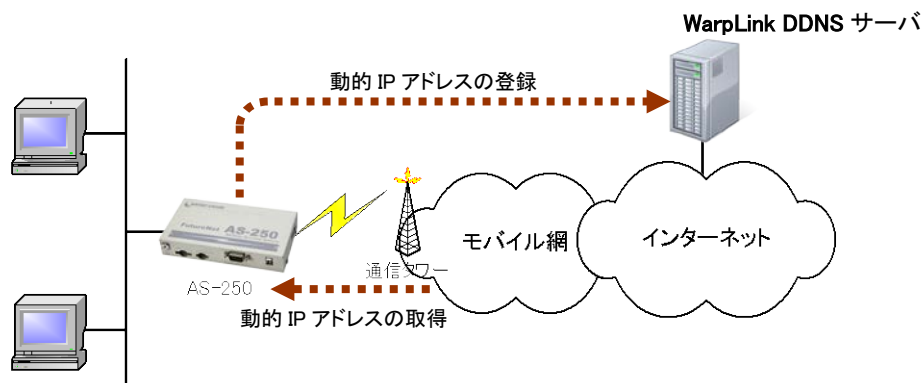 WarpLink DDNS サーバ
動的 IP アドレスの登録
FutureNet AS-250
モバイル網
インターネット
通信タワー
AS-250
動的 IP アドレスの取得